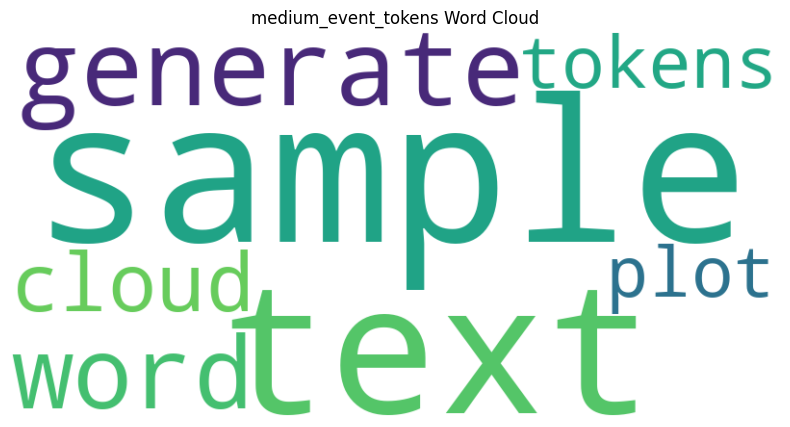 medium_event_tokens Word Cloud
generate tokens
sample
cloud plot
word text